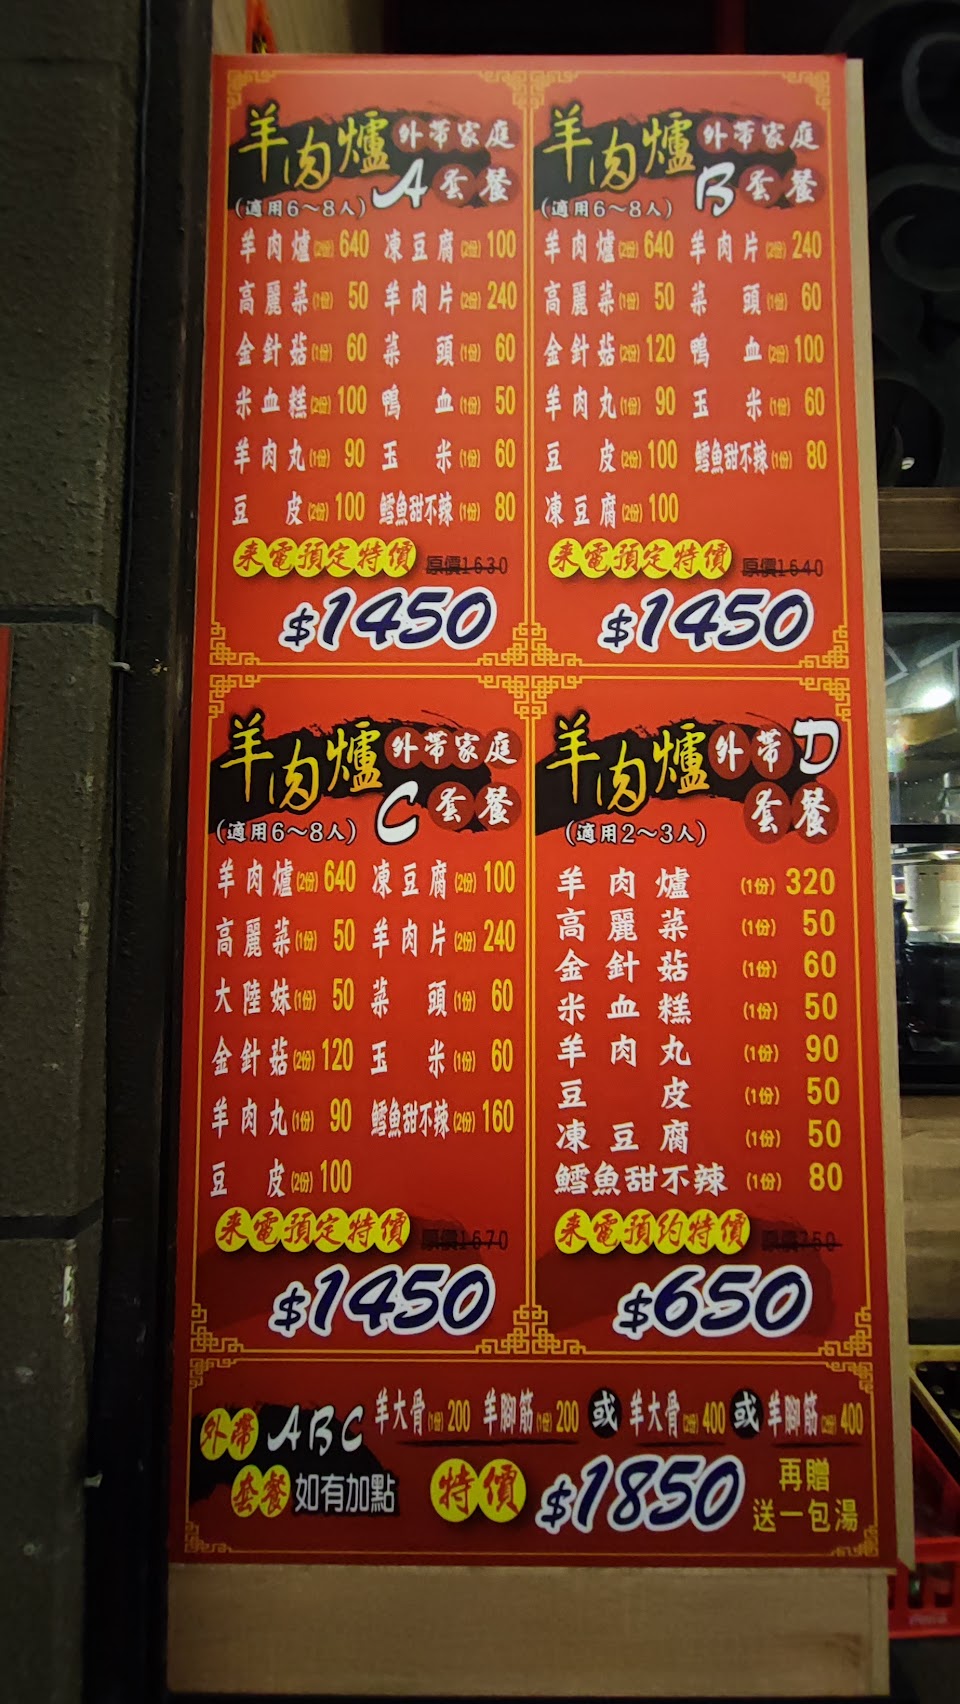 羊肉爐 外帶家庭
A套餐
(適用6～8人)
羊肉爐(2份)640 凍豆腐(2份)100
高麗菜(1份)50 羊肉片(2份)240
金針菇(1份)60 菜頭(1份)60
米血糕(2份)100 鴨血(1份)50
羊肉丸(1份)90 玉米(1份)60
豆皮(2份)100 鱈魚甜不辣(1份)80
來電預定特價 原價1630
$1450
羊肉爐 外帶家庭
B套餐
(適用6～8人)
羊肉爐(2份)640 羊肉片(2份)240
高麗菜(1份)50 菜頭(1份)60
金針菇(2份)120 鴨血(2份)100
羊肉丸(1份)90 玉米(1份)60
豆皮(2份)100 鱈魚甜不辣(1份)80
凍豆腐(2份)100
來電預定特價 原價1640
$1450
羊肉爐 外帶家庭
C套餐
(適用6～8人)
羊肉爐(2份)640 凍豆腐(2份)100
高麗菜(1份)50 羊肉片(2份)240
大陸妹(1份)50 菜頭(1份)60
金針菇(2份)120 玉米(1份)60
羊肉丸(1份)90 鱈魚甜不辣(2份)160
豆皮(2份)100
來電預定特價 原價1670
$1450
羊肉爐 外帶D
套餐
(適用2～3人)
羊肉爐(1份)320
高麗菜(1份)50
金針菇(1份)60
米血糕(1份)50
羊肉丸(1份)90
豆皮(1份)50
凍豆腐(1份)50
鱈魚甜不辣(1份)80
來電預約特價 原價750
$650
外帶ABC 羊大骨(1份)200 羊腳筋(1份)200 或 羊大骨(2份)400 或 羊腳筋(2份)400
套餐 如有加點 特價 $1850 再贈
送一包湯